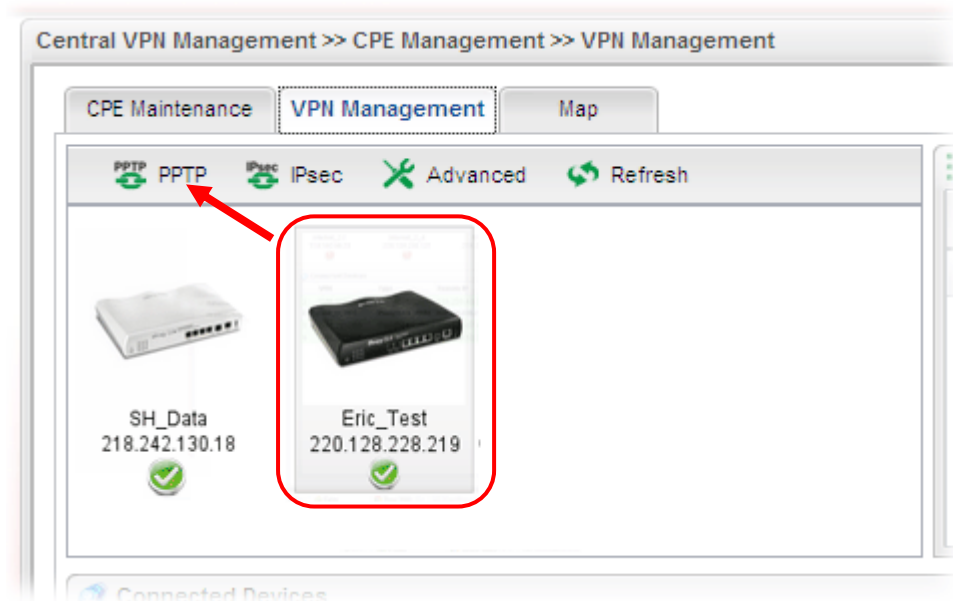 Central VPN Management >> CPE Management >> VPN Management
CPE Maintenance
VPN Management
Map
PPTP PPTP
IPsec IPsec
Advanced
Refresh
SH_Data
218.242.130.18
Eric_Test
220.128.228.219
Connected Devices